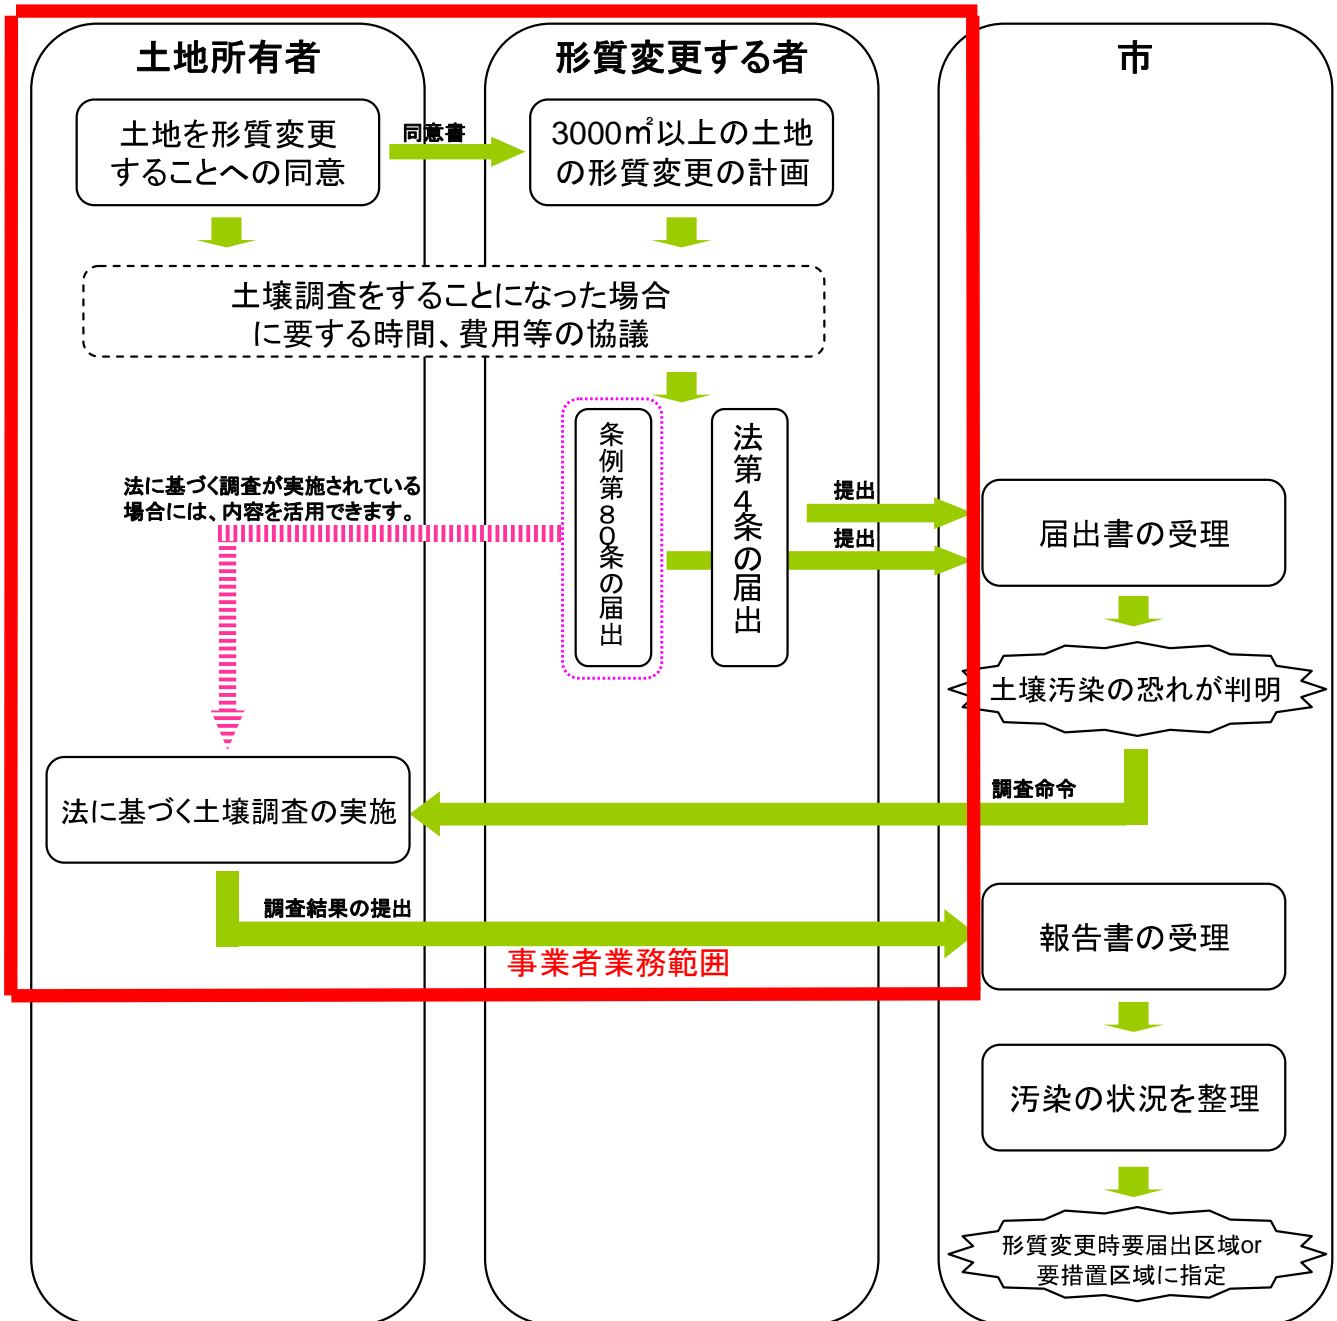 土地所有者
形質変更する者
市
土地を形質変更
することへの同意
同意書
3000㎡以上の土地
の形質変更の計画
土壌調査をすることになった場合
に要する時間、費用等の協議
条例第80条の届出
法第4条の届出
法に基づく調査が実施されている
場合には、内容を活用できます。
提出
提出
届出書の受理
土壌汚染の恐れが判明
調査命令
法に基づく土壌調査の実施
調査結果の提出
事業者業務範囲
報告書の受理
汚染の状況を整理
形質変更時要届出区域or
要措置区域に指定